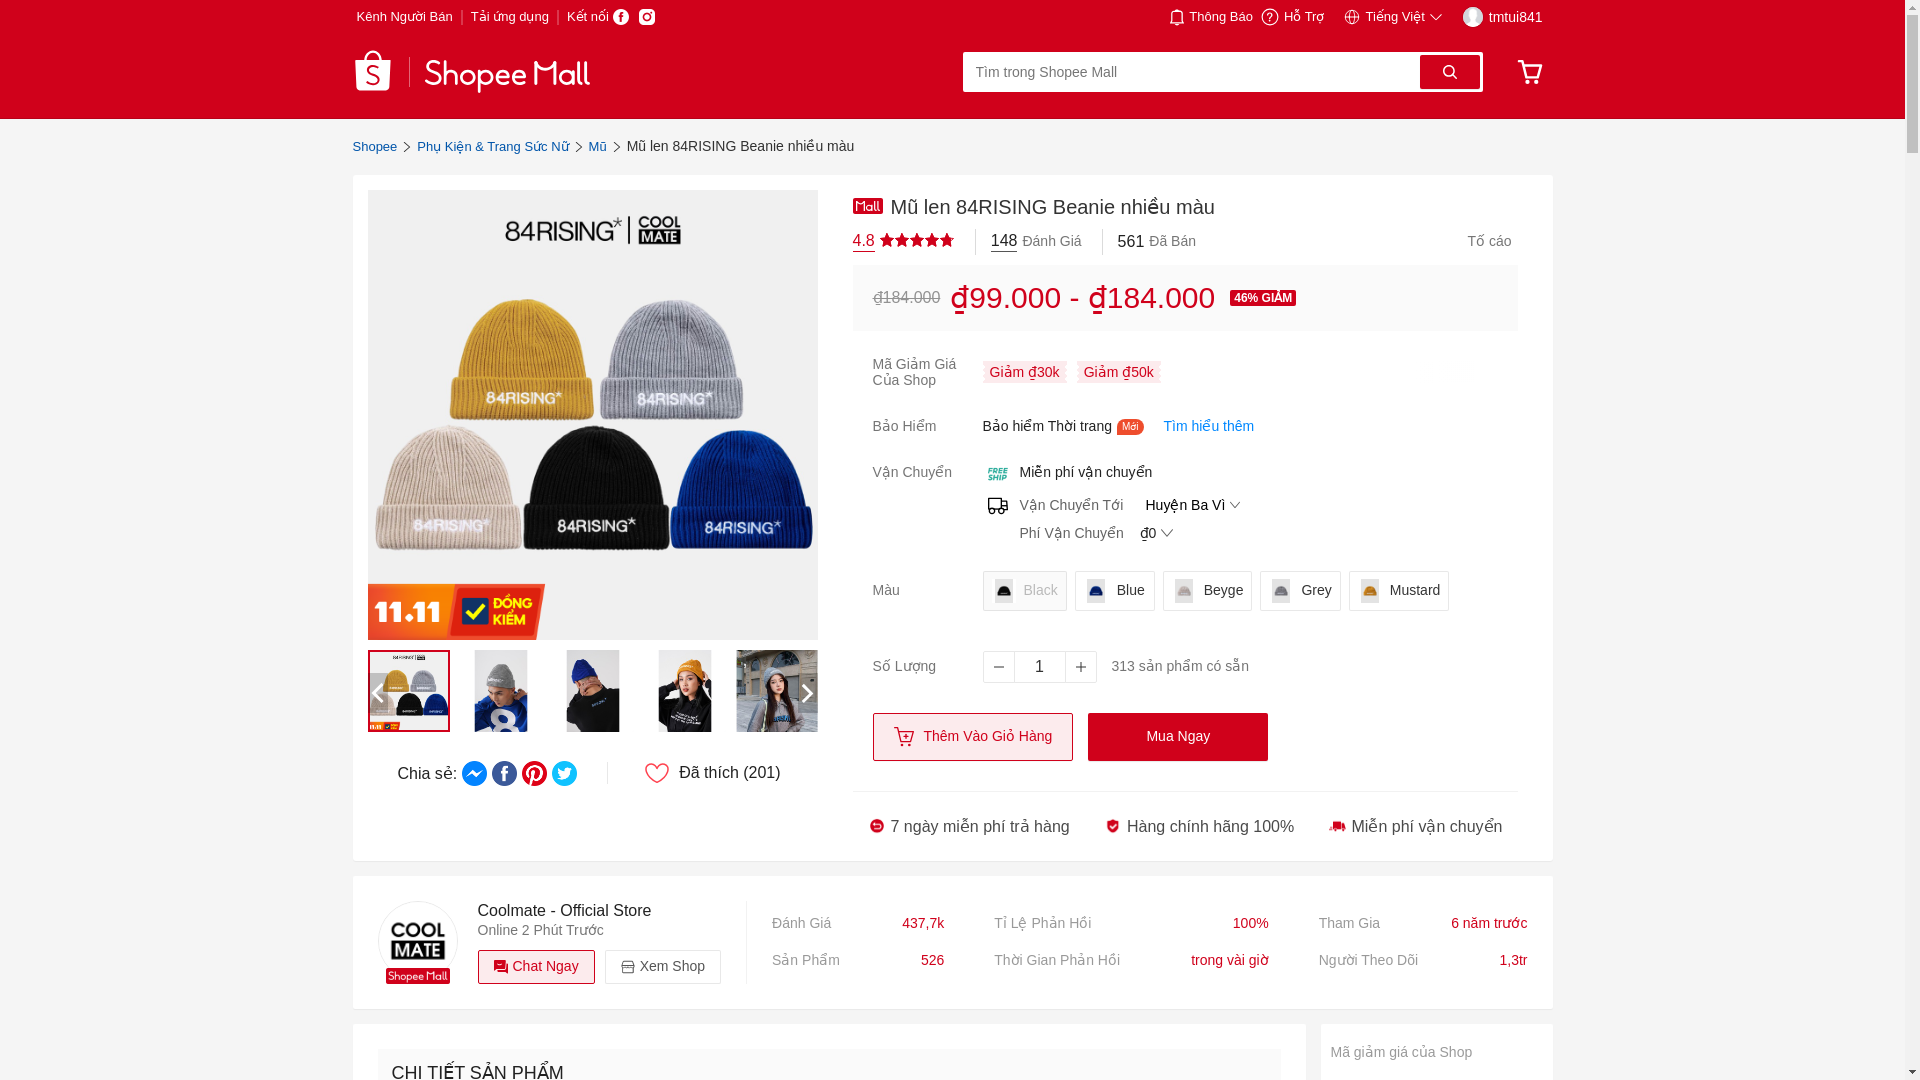 Kênh Người Bán
Tải ứng dụng
Kết nối
Thông Báo
Hỗ Trợ
Tiếng Việt
tmtui841
Shopee Mall
Tìm trong Shopee Mall
Shopee
Phụ Kiện & Trang Sức Nữ
Mũ
Mũ len 84RISING Beanie nhiều màu
84RISING* | COOL MATE
84RISING*
84RISING*
84RISING*
84RISING*
84RISING*
11.11
ĐỒNG KIỂM
Chia sẻ:
Đã thích (201)
Mall
Mũ len 84RISING Beanie nhiều màu
4.8
148 Đánh Giá
561 Đã Bán
Tố cáo
₫184.000
₫99.000 - ₫184.000
46% GIẢM
Mã Giảm Giá Của Shop
Giảm ₫30k
Giảm ₫50k
Bảo Hiểm
Bảo hiểm Thời trang
Mới
Tìm hiểu thêm
Vận Chuyển
FREE SHIP
Miễn phí vận chuyển
Vận Chuyển Tới
Huyện Ba Vì
Phí Vận Chuyển
₫0
Màu
Black
Blue
Beyge
Grey
Mustard
Số Lượng
1
313 sản phẩm có sẵn
Thêm Vào Giỏ Hàng
Mua Ngay
7 ngày miễn phí trả hàng
Hàng chính hãng 100%
Miễn phí vận chuyển
COOL MATE
Shopee Mall
Coolmate - Official Store
Online 2 Phút Trước
Chat Ngay
Xem Shop
Đánh Giá
437,7k
Tỉ Lệ Phản Hồi
100%
Tham Gia
6 năm trước
Sản Phẩm
526
Thời Gian Phản Hồi
trong vài giờ
Người Theo Dõi
1,3tr
CHI TIẾT SẢN PHẨM
Mã giảm giá của Shop